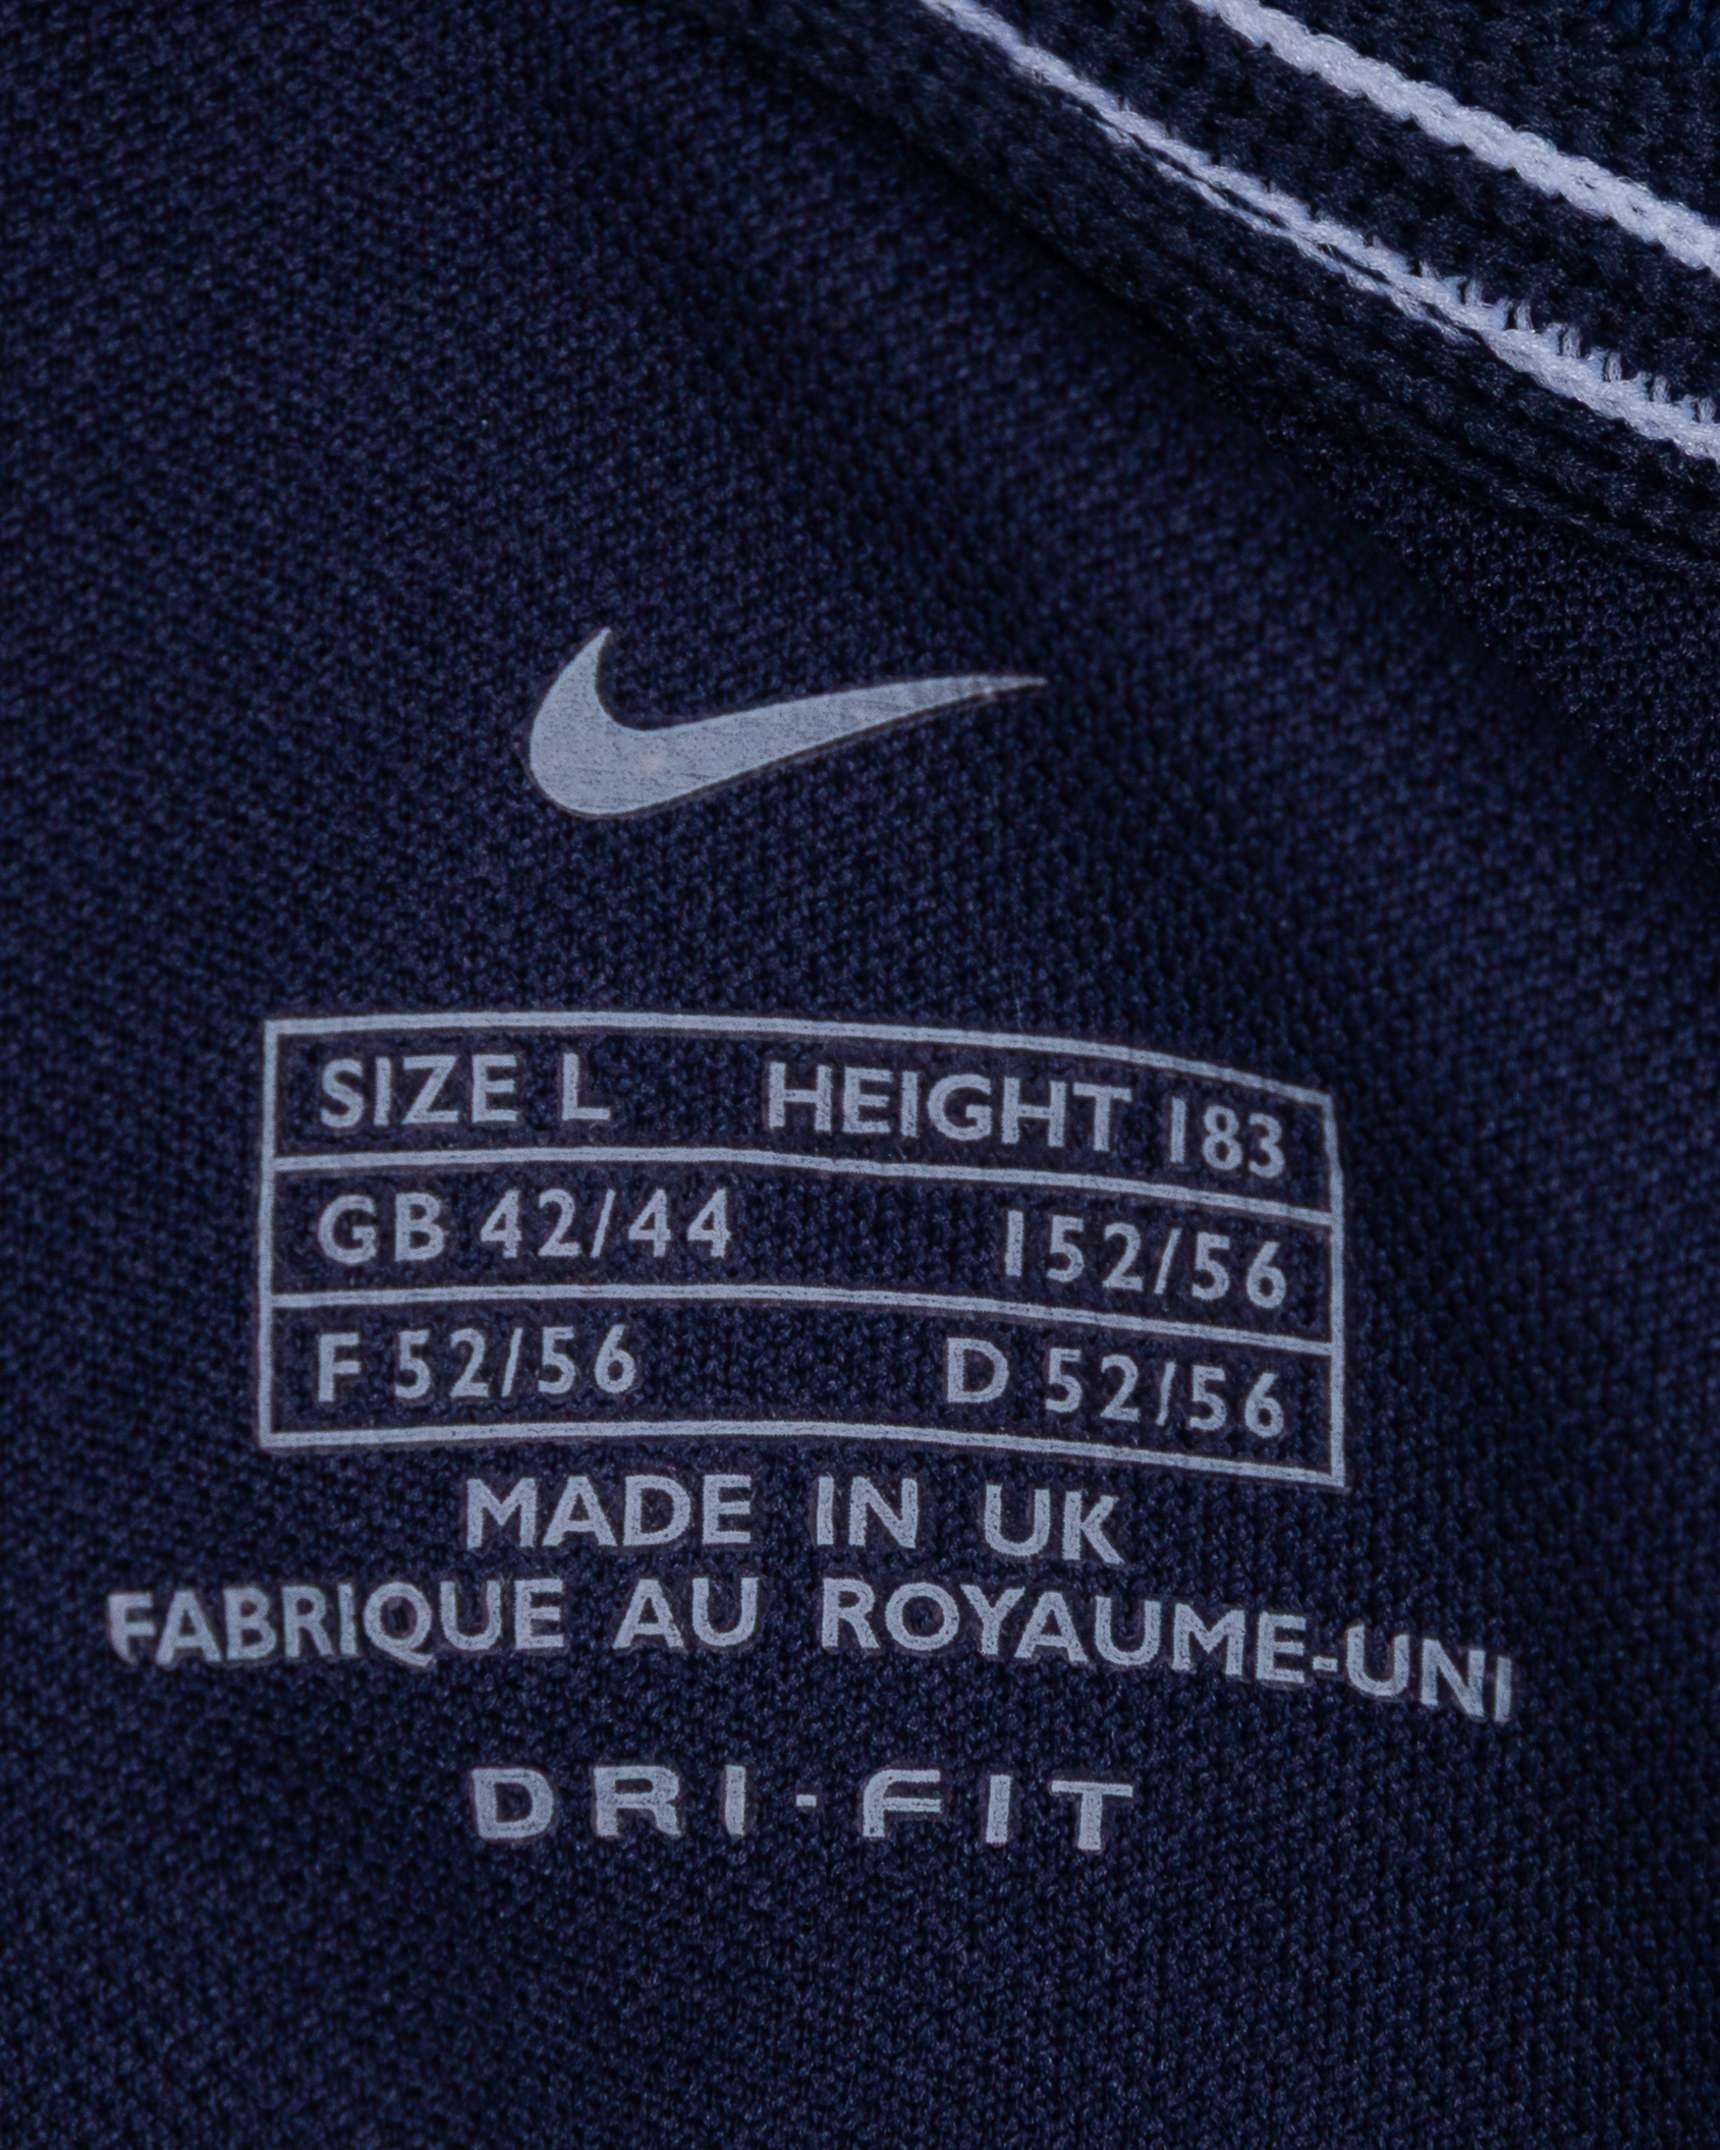 SIZE L HEIGHT 183
GB 42/44 I 52/56
F 52/56 D 52/56
MADE IN UK
FABRIQUE AU ROYAUME-UNI
DRI-FIT